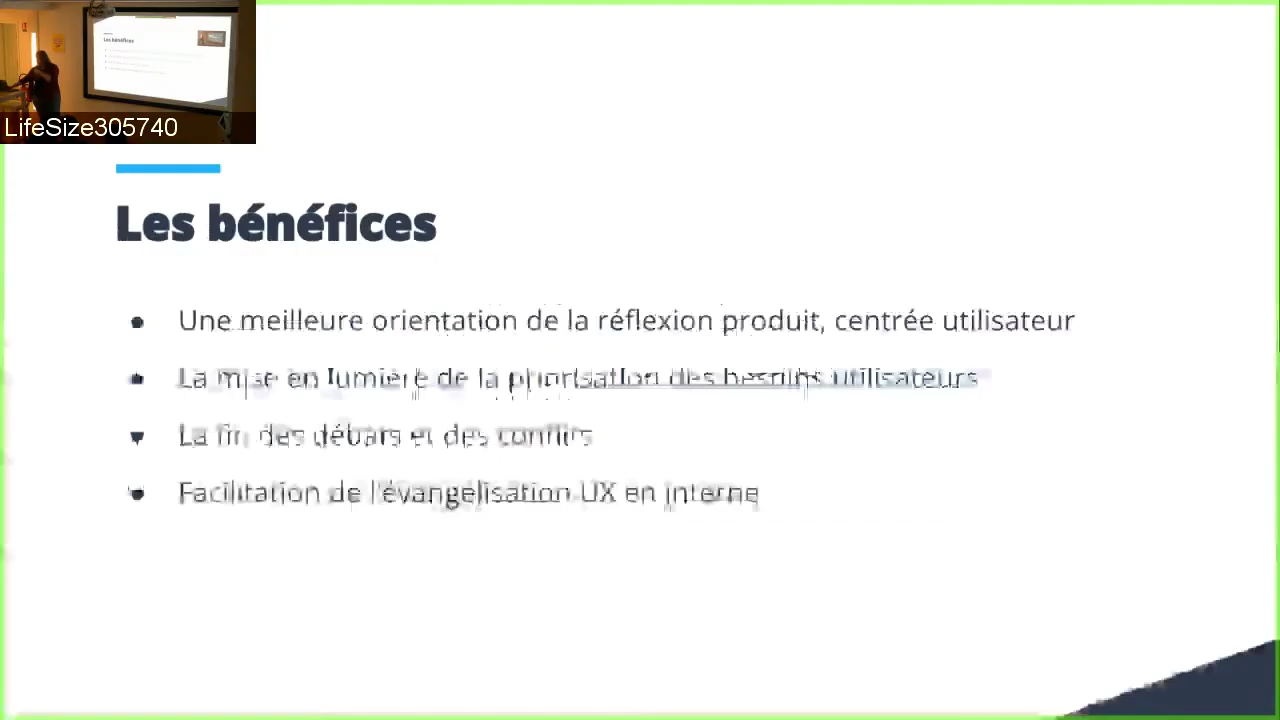 LifeSize305740
Les bénéfices
Une meilleure orientation de la réflexion produit, centrée utilisateur
La mise en lumière de la priorisation des besoins utilisateurs
La fin des débats et des conflits
Facilitation de l'évangelisation UX en interne